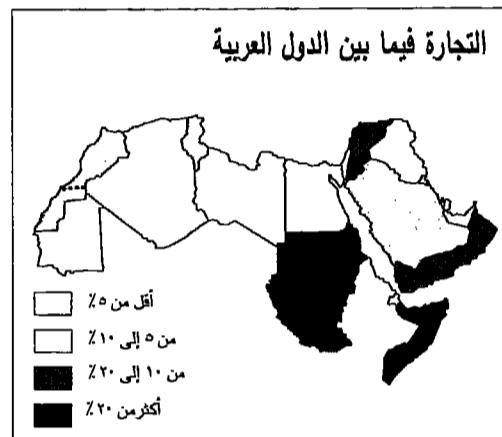 التجارة فيما بين الدول العربية
أقل من ٥٪
من ٥ إلى ١٠٪
من ١٠ إلى ٢٠٪
أكثر من ٢٠٪